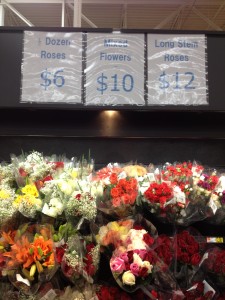 Dozen
Roses
$6
Mixed
Flowers
$10
Long Stem
Roses
$12